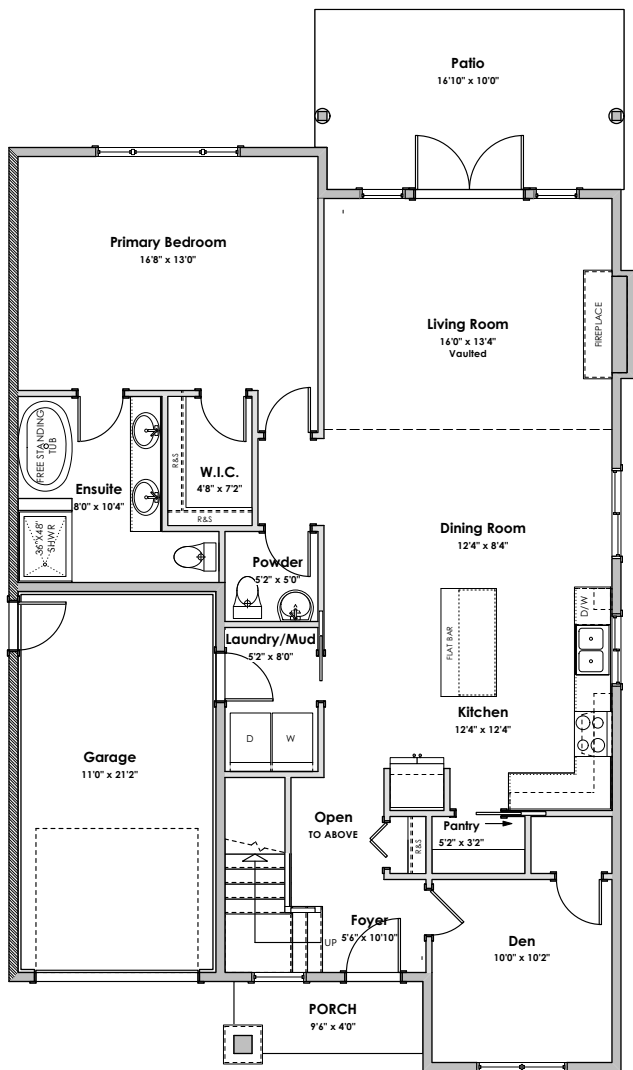 Patio
16'10" x 10'0"
Primary Bedroom
16'8" x 13'0"
Living Room
16'0" x 13'4"
Vaulted
FIREPLACE
FREE STANDING
TUB
Ensuite
8'0" x 10'4"
R&S
W.I.C.
4'8" x 7'2"
R&S
36"X48"
SHWR
Dining Room
12'4" x 8'4"
Powder
5'2" x 5'0"
D/W
FLAT BAR
Laundry/Mud
5'2" x 8'0"
D
W
Kitchen
12'4" x 12'4"
Garage
11'0" x 21'2"
Open
TO ABOVE
R&S
Pantry
5'2" x 3'2"
Foyer
5'6" x 10'10"
UP
Den
10'0" x 10'2"
PORCH
9'6" x 4'0"